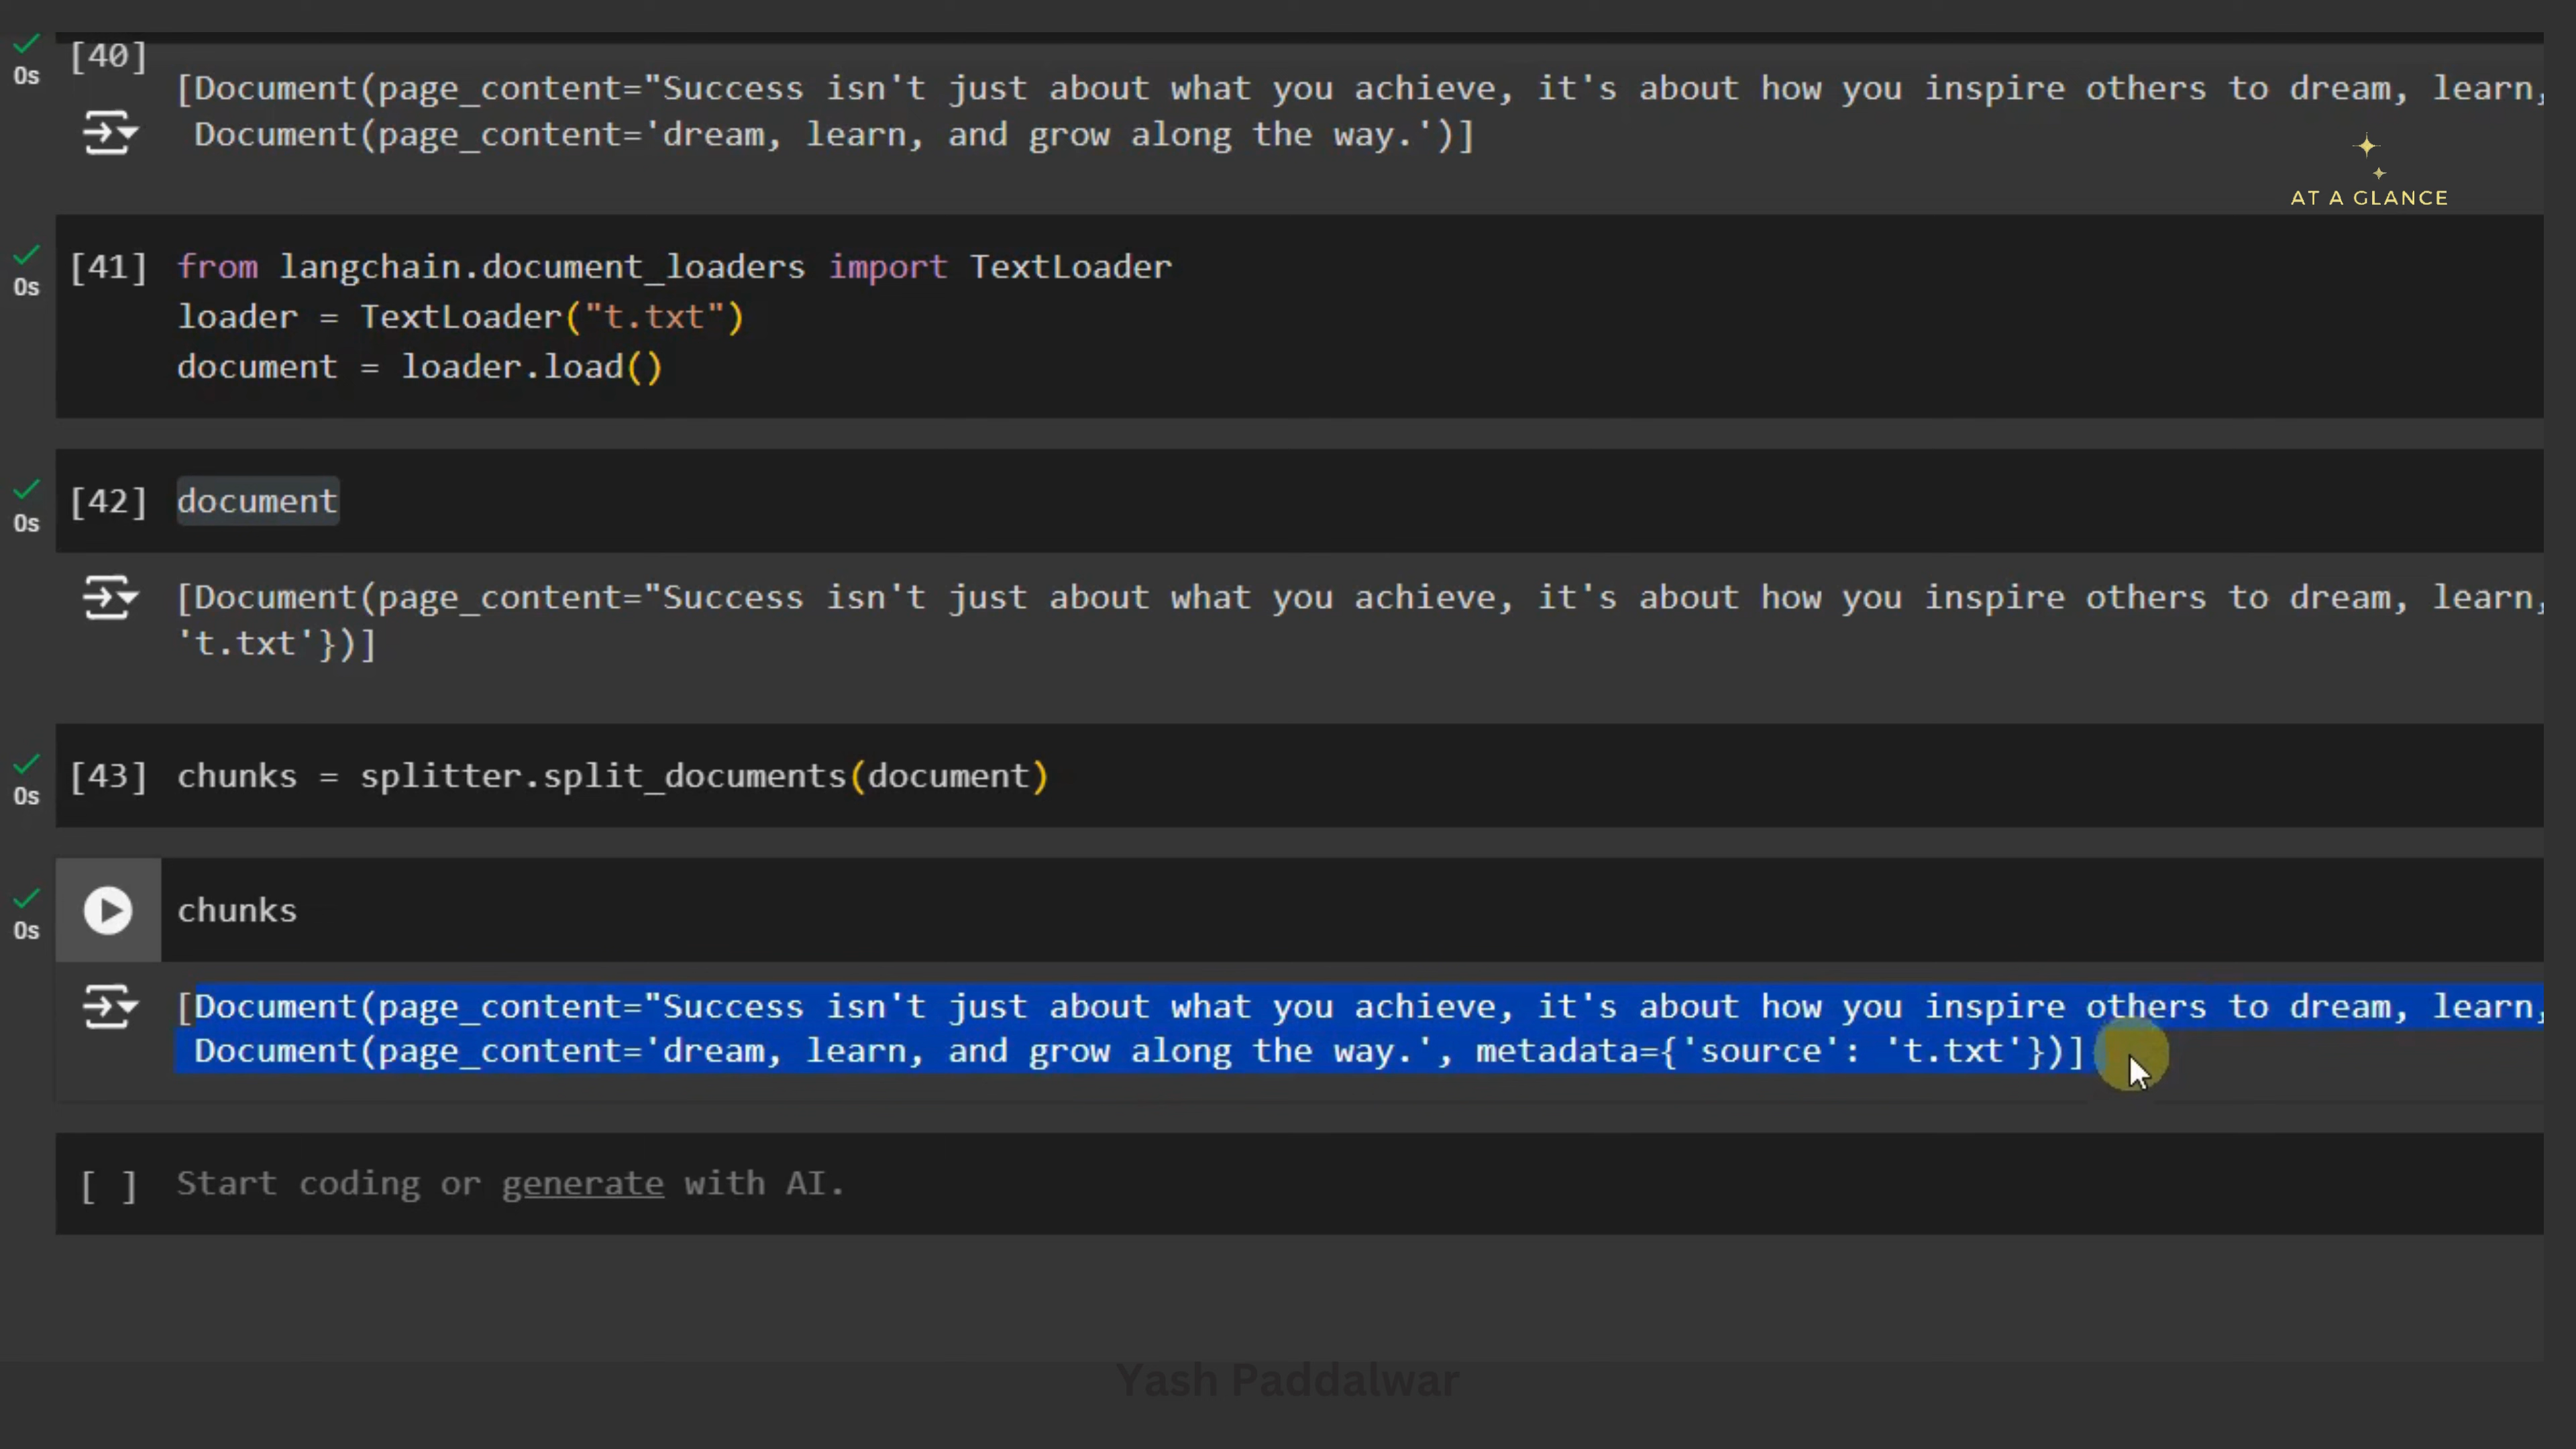 [40]
0s
[Document(page_content="Success isn't just about what you achieve, it's about how you inspire others to dream, learn,
Document(page_content='dream, learn, and grow along the way.')]
AT A GLANCE
[41] from langchain.document_loaders import TextLoader
0s
loader = TextLoader("t.txt")
document = loader.load()
[42] document
0s
[Document(page_content="Success isn't just about what you achieve, it's about how you inspire others to dream, learn,
't.txt'})]
[43] chunks = splitter.split_documents(document)
0s
chunks
0s
[Document(page_content="Success isn't just about what you achieve, it's about how you inspire others to dream, learn,
Document(page_content='dream, learn, and grow along the way.', metadata={'source': 't.txt'})]
[ ] Start coding or generate with AI.
Yash Paddalwar